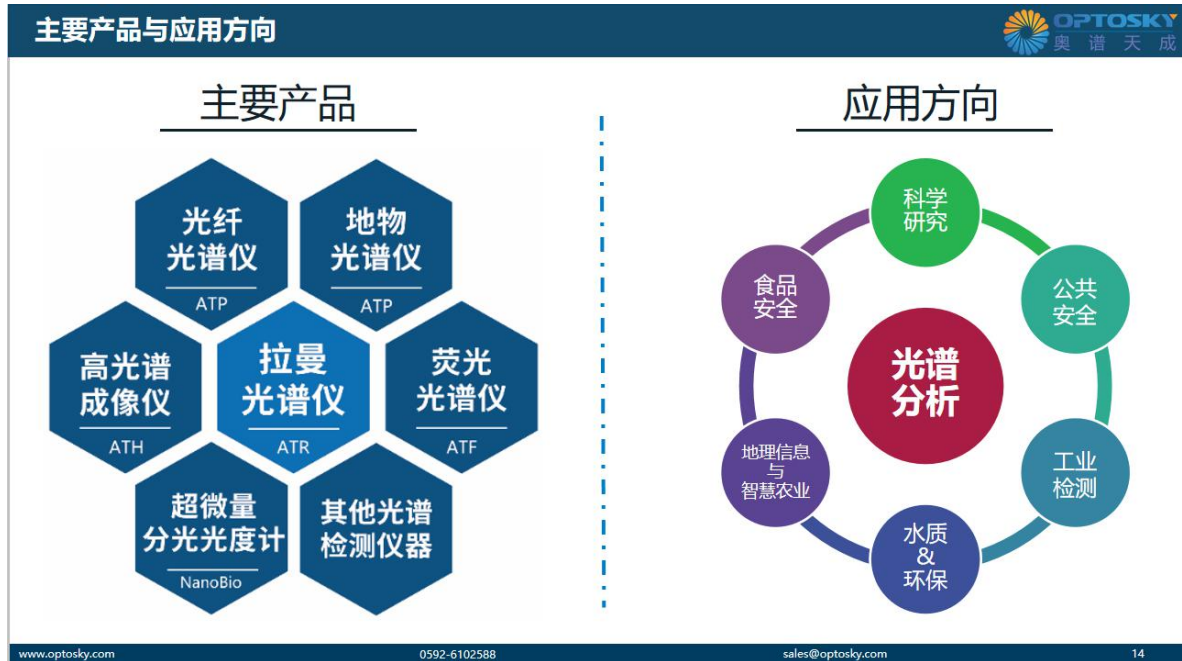 主要产品与应用方向
OPTOSKY
奥谱天成
主要产品
光纤
光谱仪
ATP
地物
光谱仪
ATP
高光谱
成像仪
ATH
拉曼
光谱仪
ATR
荧光
光谱仪
ATF
超微量
分光光度计
NanoBio
其他光谱
检测仪器
应用方向
科学
研究
公共
安全
工业
检测
水质
&
环保
地理信息
与
智慧农业
食品
安全
光谱
分析
www.optosky.com
0592-6102588
sales@optosky.com
14